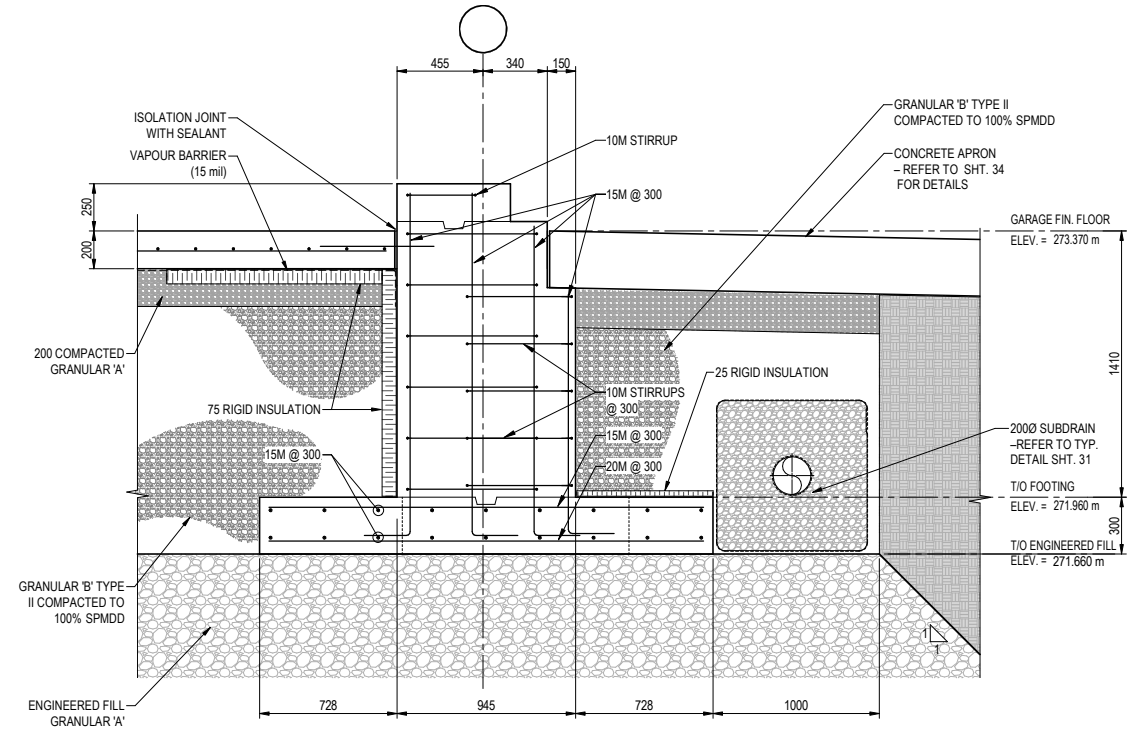 455
340
150
ISOLATION JOINT
WITH SEALANT
VAPOUR BARRIER
(15 mil)
250
200
200 COMPACTED
GRANULAR 'A'
75 RIGID INSULATION
15M @ 300
GRANULAR 'B' TYPE
II COMPACTED TO
100% SPMDD
ENGINEERED FILL
GRANULAR 'A'
10M STIRRUP
15M @ 300
10M STIRRUPS
@ 300
15M @ 300
20M @ 300
25 RIGID INSULATION
GRANULAR 'B' TYPE II
COMPACTED TO 100% SPMDD
CONCRETE APRON
– REFER TO SHT. 34
FOR DETAILS
GARAGE FIN. FLOOR
ELEV. = 273.370 m
1410
200Ø SUBDRAIN
–REFER TO TYP.
DETAIL SHT. 31
T/O FOOTING
ELEV. = 271.960 m
300
T/O ENGINEERED FILL
ELEV. = 271.660 m
1
1
728
945
728
1000